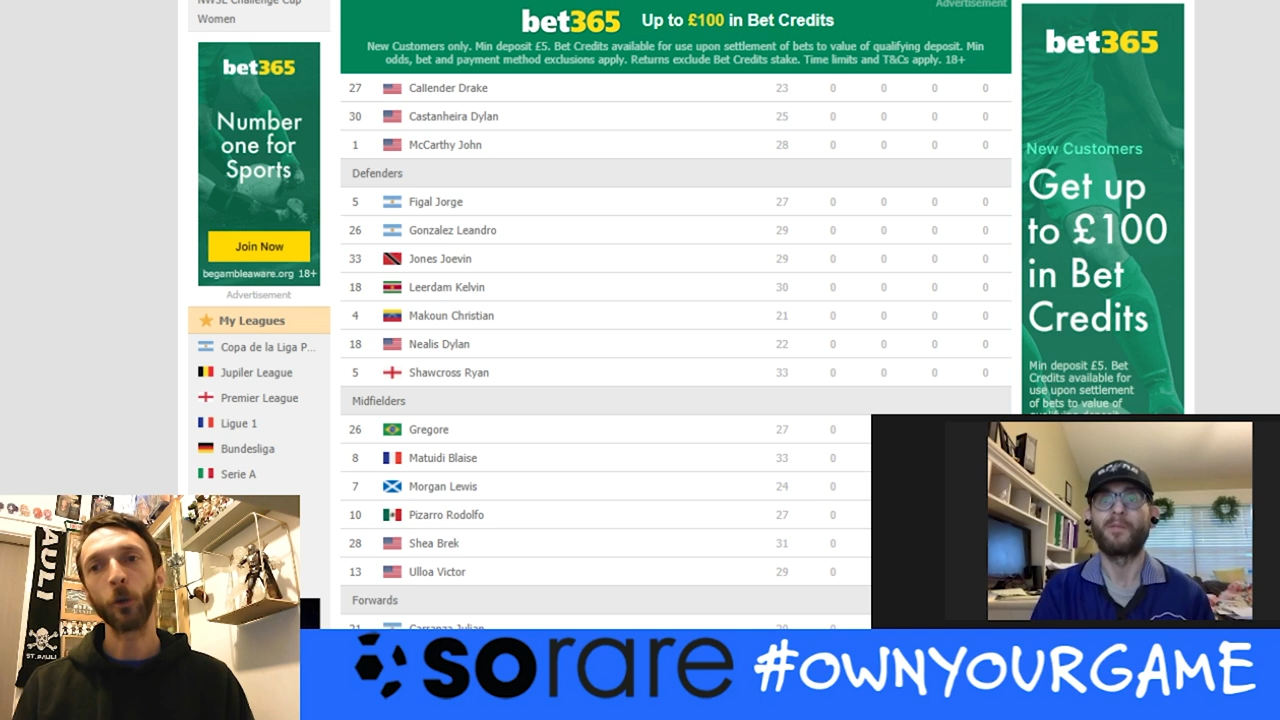 NWSL Challenge Cup
Women
Advertisement
bet365 Up to £100 in Bet Credits
New Customers only. Min deposit £5. Bet Credits available for use upon settlement of bets to value of qualifying deposit. Min
odds, bet and payment method exclusions apply. Returns exclude Bet Credits stake. Time limits and T&Cs apply. 18+
bet365
Number
one for
Sports
Join Now
begambleaware.org 18+
Advertisement
My Leagues
Copa de la Liga P...
Jupiler League
Premier League
Ligue 1
Bundesliga
Serie A
27 Callender Drake 23 0 0 0 0
30 Castanheira Dylan 25 0 0 0 0
1 McCarthy John 28 0 0 0 0
Defenders
5 Figal Jorge 27 0 0 0 0
26 Gonzalez Leandro 29 0 0 0 0
33 Jones Joevin 29 0 0 0 0
18 Leerdam Kelvin 30 0 0 0 0
4 Makoun Christian 21 0 0 0 0
18 Nealis Dylan 22 0 0 0 0
5 Shawcross Ryan 33 0 0 0 0
Midfielders
26 Gregore 27 0
8 Matuidi Blaise 33 0
7 Morgan Lewis 24 0
10 Pizarro Rodolfo 27 0
28 Shea Brek 31 0
13 Ulloa Victor 29 0
Forwards
21 Carranza Julian 20 0
bet365
New Customers
Get up
to £100
in Bet
Credits
Min deposit £5. Bet
Credits available for
use upon settlement
of bets to value of
qualifying deposit.
AULI
ST.PAULI
sorare #OWNYOURGAME